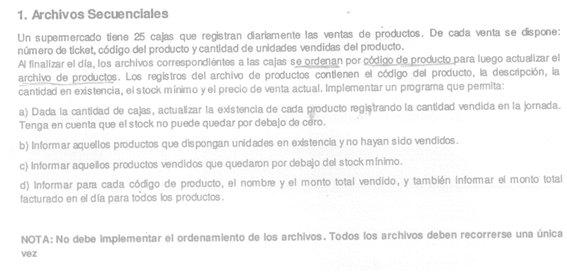 1. Archivos Secuenciales
Un supermercado tiene 25 cajas que registran diariamente las ventas de productos. De cada venta se dispone:
número de ticket, código del producto y cantidad de unidades vendidas del producto.
Al finalizar el día, los archivos correspondientes a las cajas se ordenan por código de producto para luego actualizar el
archivo de productos. Los registros del archivo de productos contienen el código del producto, la descripción, la
cantidad en existencia, el stock mínimo y el precio de venta actual. Implementar un programa que permita:
a) Dada la cantidad de cajas, actualizar la existencia de cada producto registrando la cantidad vendida en la jornada.
Tenga en cuenta que el stock no puede quedar por debajo de cero.
b) Informar aquellos productos que dispongan unidades en existencia y no hayan sido vendidos.
c) Informar aquellos productos vendidos que quedaron por debajo del stock mínimo.
d) Informar para cada código de producto, el nombre y el monto total vendido, y también informar el monto total
facturado en el día para todos los productos.
NOTA: No debe implementar el ordenamiento de los archivos. Todos los archivos deben recorrerse una única
vez